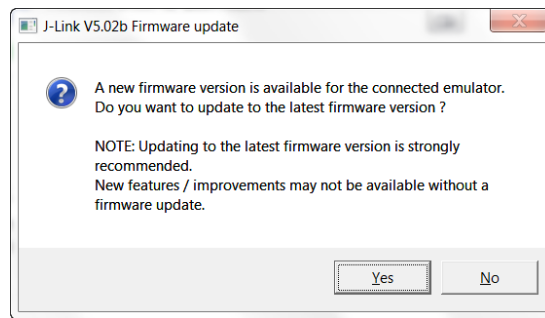 J-Link V5.02b Firmware update
A new firmware version is available for the connected emulator.
Do you want to update to the latest firmware version ?
NOTE: Updating to the latest firmware version is strongly
recommended.
New features / improvements may not be available without a
firmware update.
Yes
No